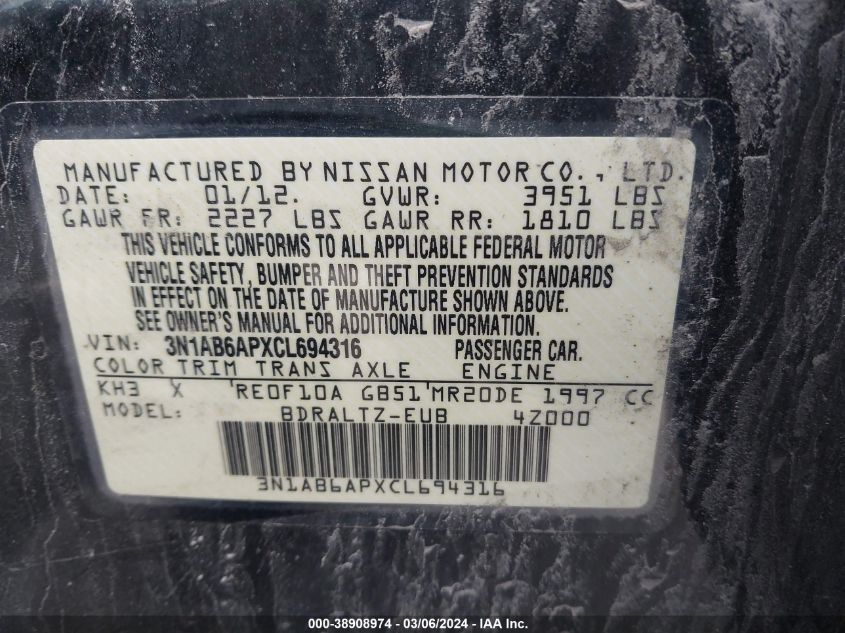 MANUFACTURED BY NISSAN MOTOR CO., LTD.
DATE: 01/12. GVWR: 3951 LBS
GAWR FR: 2227 LBS GAWR RR: 1810 LBS
THIS VEHICLE CONFORMS TO ALL APPLICABLE FEDERAL MOTOR
VEHICLE SAFETY, BUMPER AND THEFT PREVENTION STANDARDS
IN EFFECT ON THE DATE OF MANUFACTURE SHOWN ABOVE.
SEE OWNER'S MANUAL FOR ADDITIONAL INFORMATION.
VIN: 3N1AB6APXCL694316 PASSENGER CAR.
COLOR TRIM TRANS AXLE ENGINE
KH3 X 'RE0F10A GB51'MR20DE 1997 CC
MODEL: BDRALTZ-EUB 4Z000
3N1AB6APXCL694316
000-38908974 - 03/06/2024 - IAA Inc.